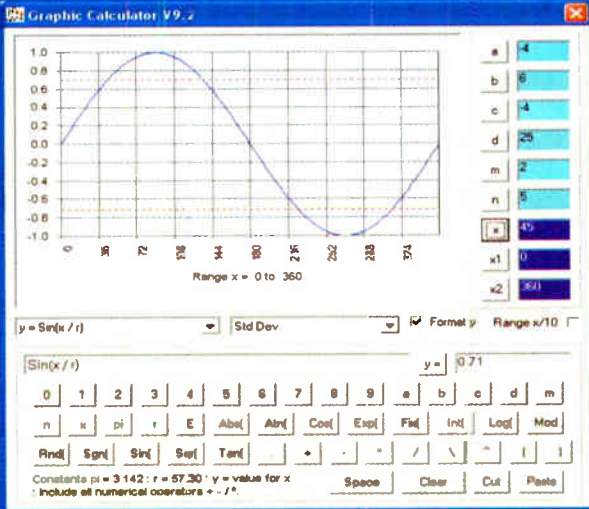 Graphic Calculator V9.2
1.0
0.8
0.6
0.4
0.2
0.0
-0.2
-0.4
-0.6
-0.8
-1.0
0 36 72 108 144 180 216 252 288 324
Range x = 0 to 360
a -4
b 6
c -4
d 25
m 2
n 5
x 45
x1 0
x2 360
y = Sin(x / r) Std Dev Format y Range x/10
Sin(x / r) y = 0.71
0 1 2 3 4 5 6 7 8 9 a b c d m
n x pi r E Abs( Atn( Cos( Exp( Fix( Int( Log( Mod
Rnd( Sgn( Sin( Sqr( Tan( . + - * / \ ^ ( )
Constants pi = 3.142 : r = 57.30 : y = value for x
: Include all numerical operators + - / *.
Space Clear Cut Paste